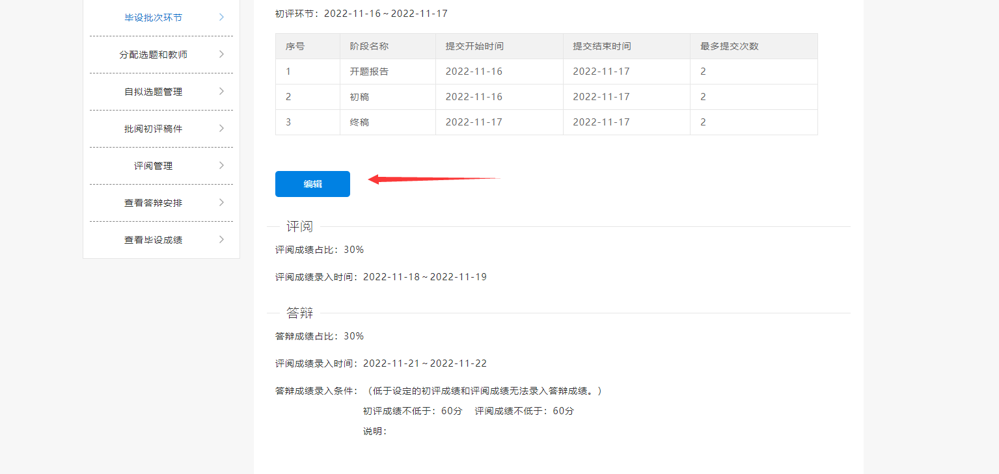 毕设批次环节
分配选题和教师
自拟选题管理
批阅初评稿件
评阅管理
查看答辩安排
查看毕设成绩
初评环节：2022-11-16～2022-11-17
序号 阶段名称 提交开始时间 提交结束时间 最多提交次数
1 开题报告 2022-11-16 2022-11-17 2
2 初稿 2022-11-16 2022-11-17 2
3 终稿 2022-11-17 2022-11-17 2
编辑
评阅
评阅成绩占比：30%
评阅成绩录入时间：2022-11-18～2022-11-19
答辩
答辩成绩占比：30%
评阅成绩录入时间：2022-11-21～2022-11-22
答辩成绩录入条件：（低于设定的初评成绩和评阅成绩无法录入答辩成绩。）
初评成绩不低于：60分 评阅成绩不低于：60分
说明：